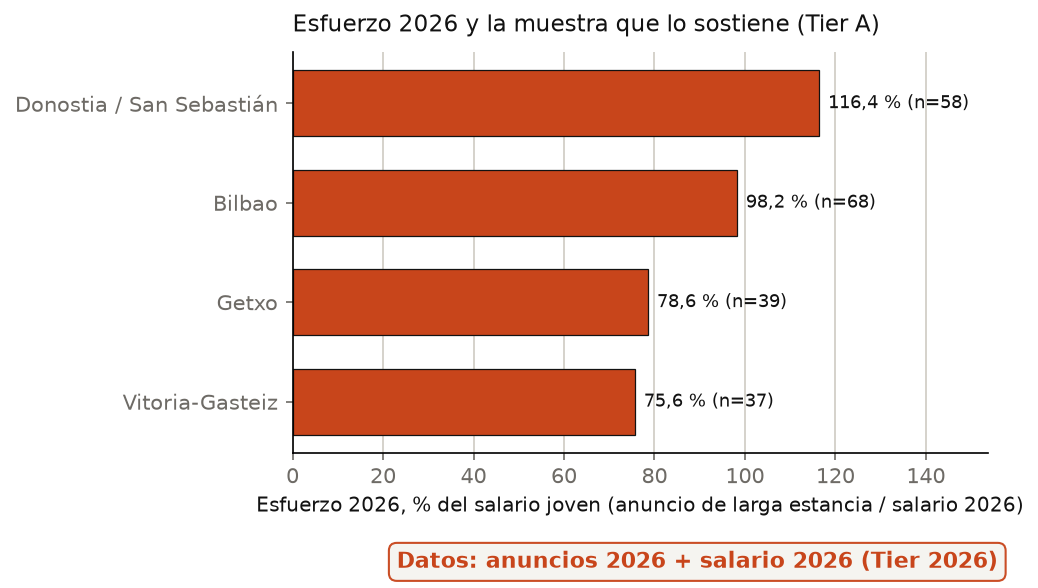 Esfuerzo 2026 y la muestra que lo sostiene (Tier A)
Donostia / San Sebastián
116,4 % (n=58)
Bilbao
98,2 % (n=68)
Getxo
78,6 % (n=39)
Vitoria-Gasteiz
75,6 % (n=37)
0 20 40 60 80 100 120 140
Esfuerzo 2026, % del salario joven (anuncio de larga estancia / salario 2026)
Datos: anuncios 2026 + salario 2026 (Tier 2026)